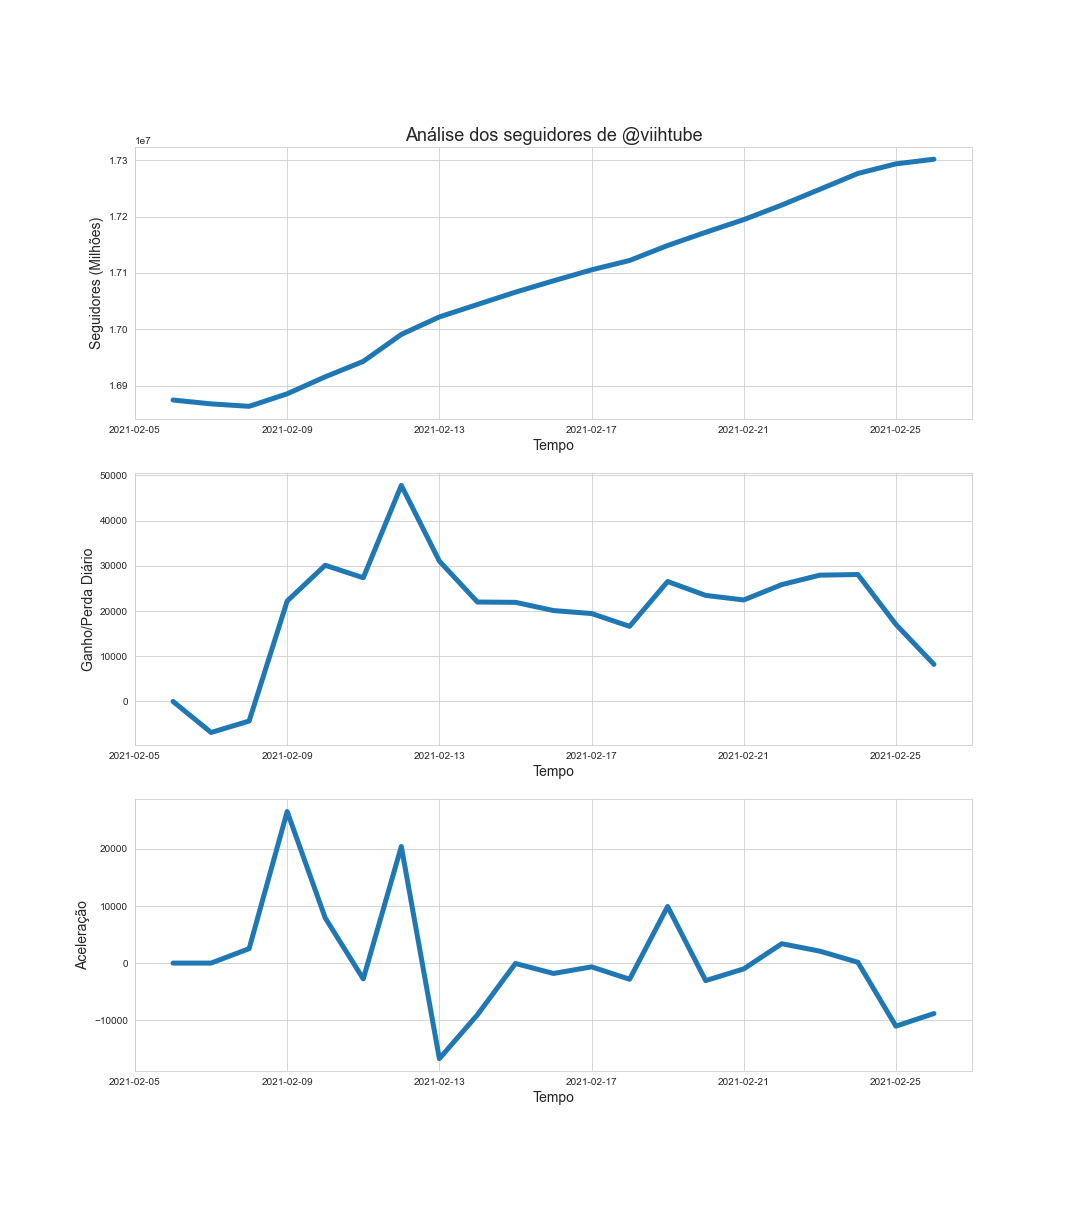 Análise dos seguidores de @viihtube
1e7
1.73
1.72
1.71
1.70
1.69
Seguidores (Milhões)
2021-02-05 2021-02-09 2021-02-13 2021-02-17 2021-02-21 2021-02-25
Tempo
50000
40000
30000
20000
10000
0
Ganho/Perda Diário
2021-02-05 2021-02-09 2021-02-13 2021-02-17 2021-02-21 2021-02-25
Tempo
20000
10000
0
−10000
Aceleração
2021-02-05 2021-02-09 2021-02-13 2021-02-17 2021-02-21 2021-02-25
Tempo